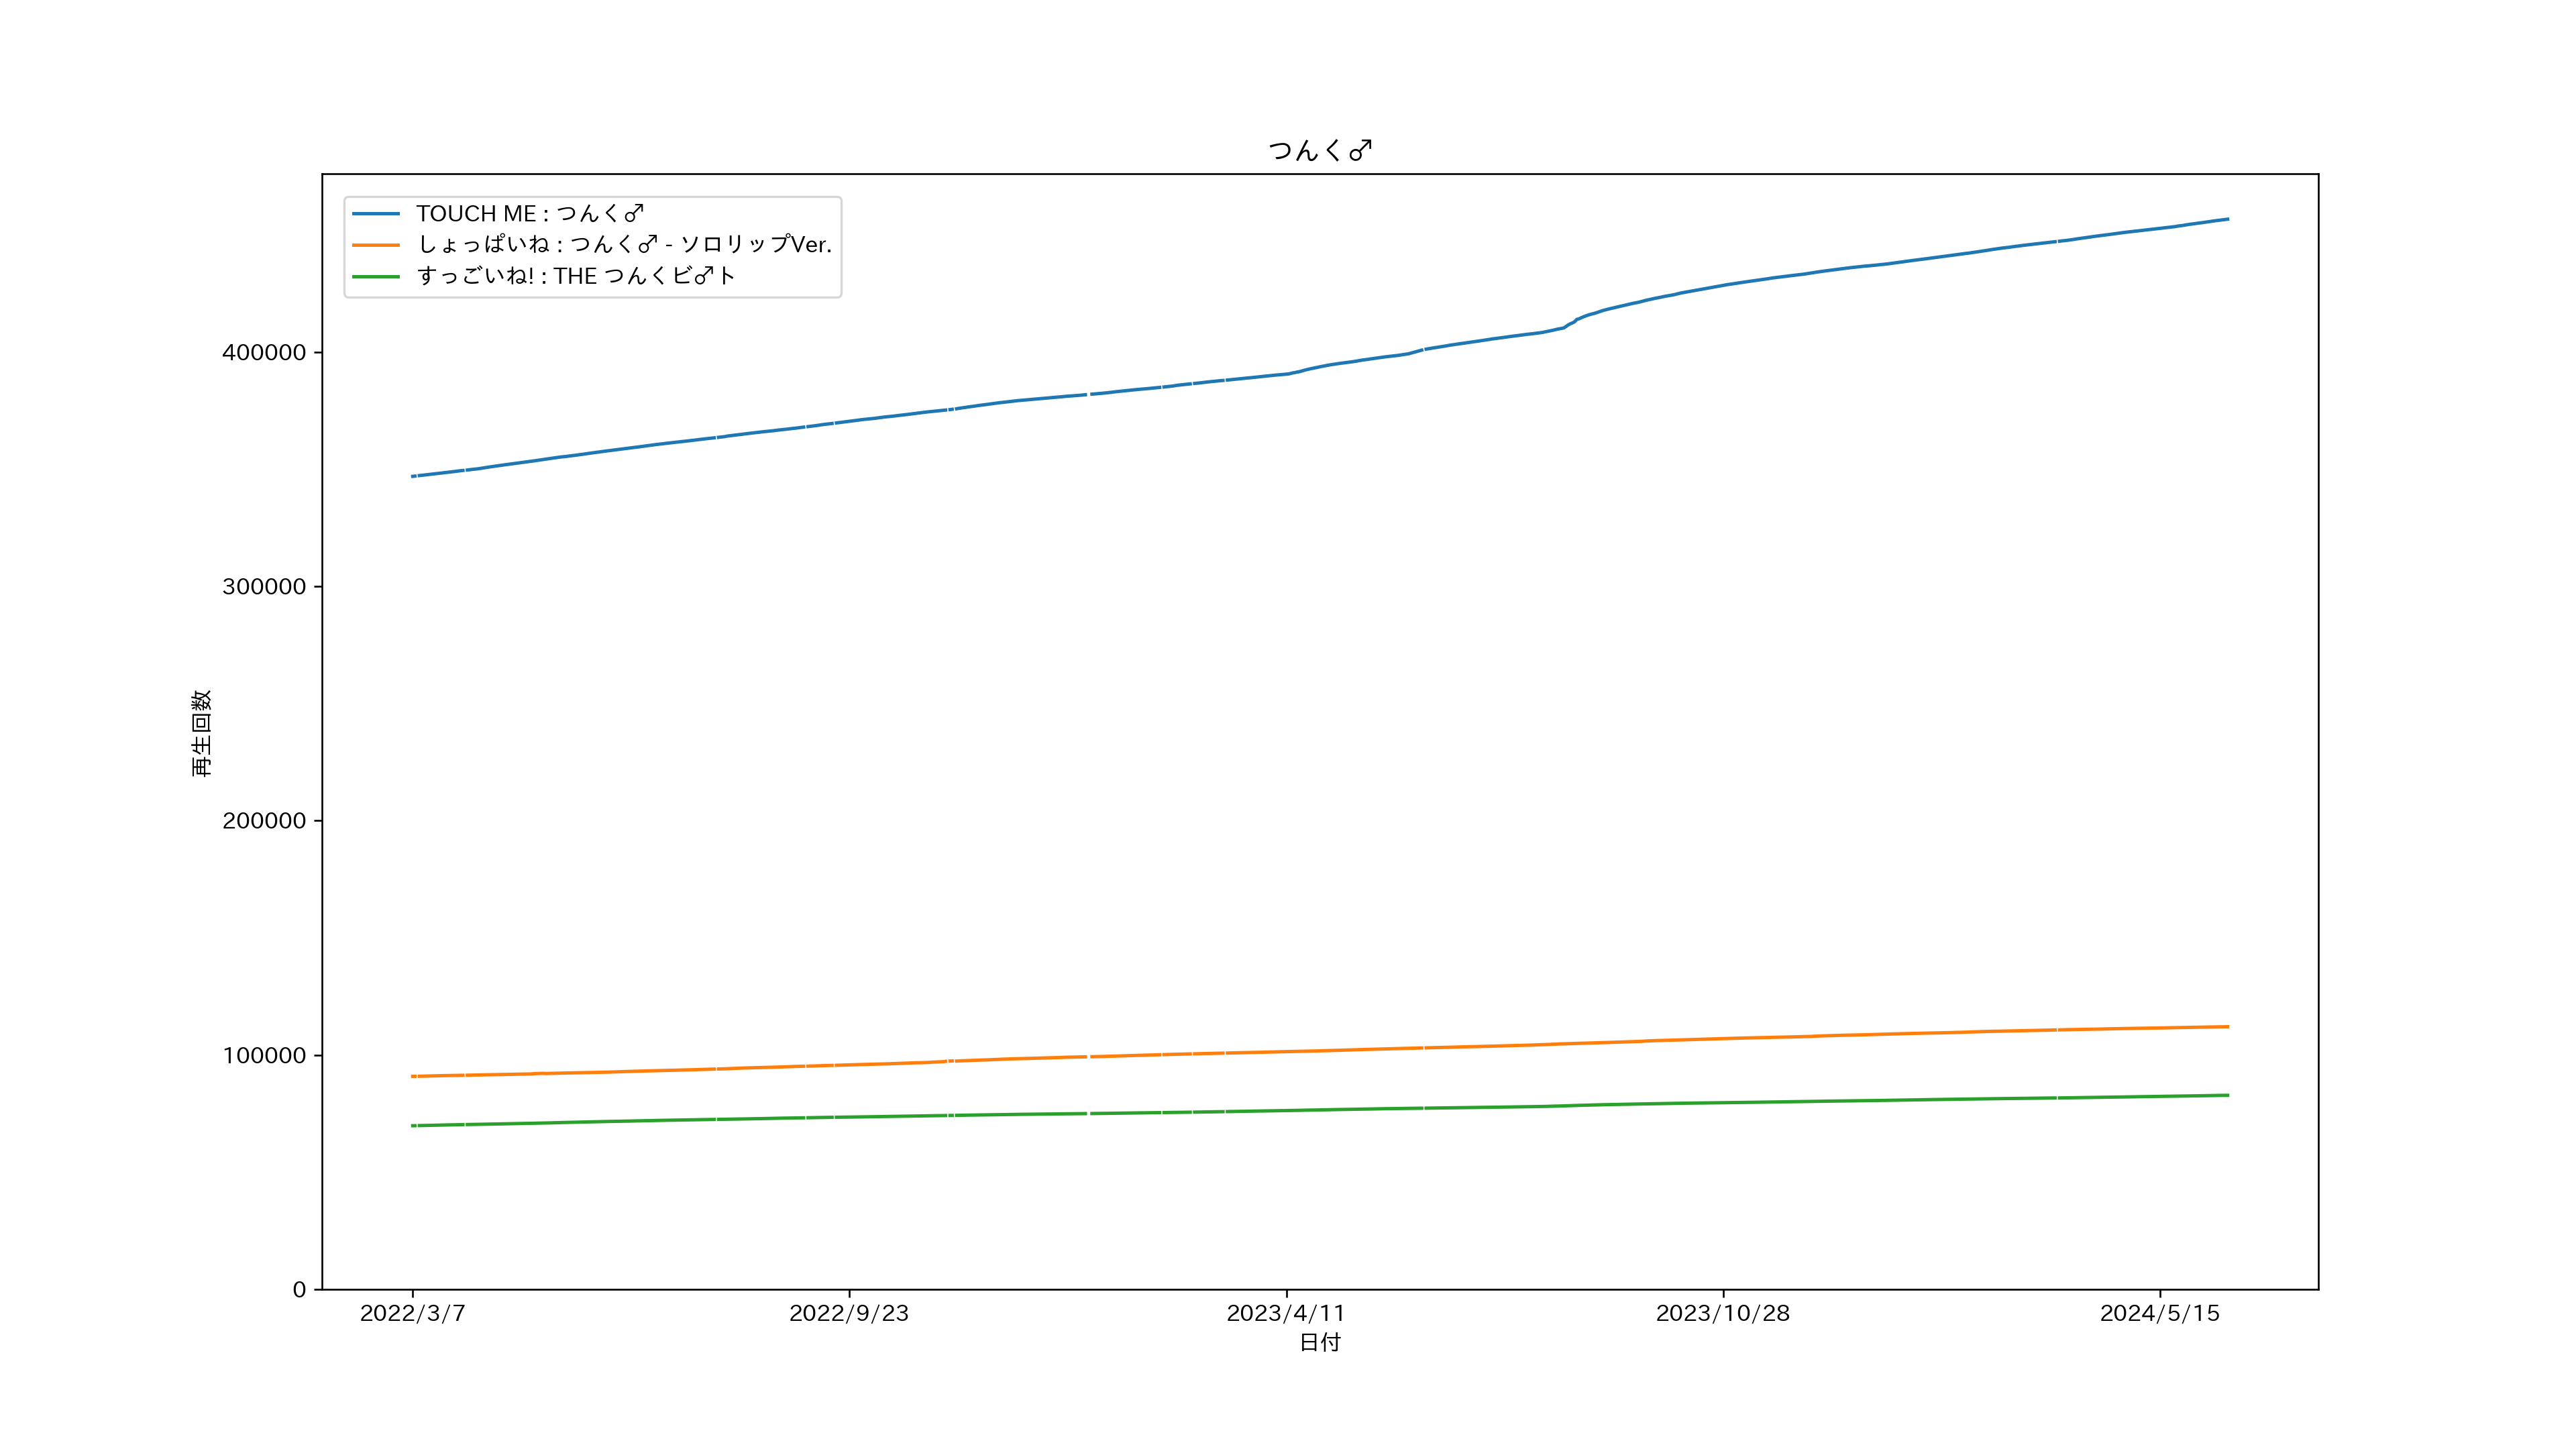 つんく♂
TOUCH ME : つんく♂
しょっぱいね : つんく♂ - ソロリップVer.
すっごいね! : THE つんくビ♂ト
400000
300000
200000
100000
0
再生回数
2022/3/7
2022/9/23
2023/4/11
2023/10/28
2024/5/15
日付